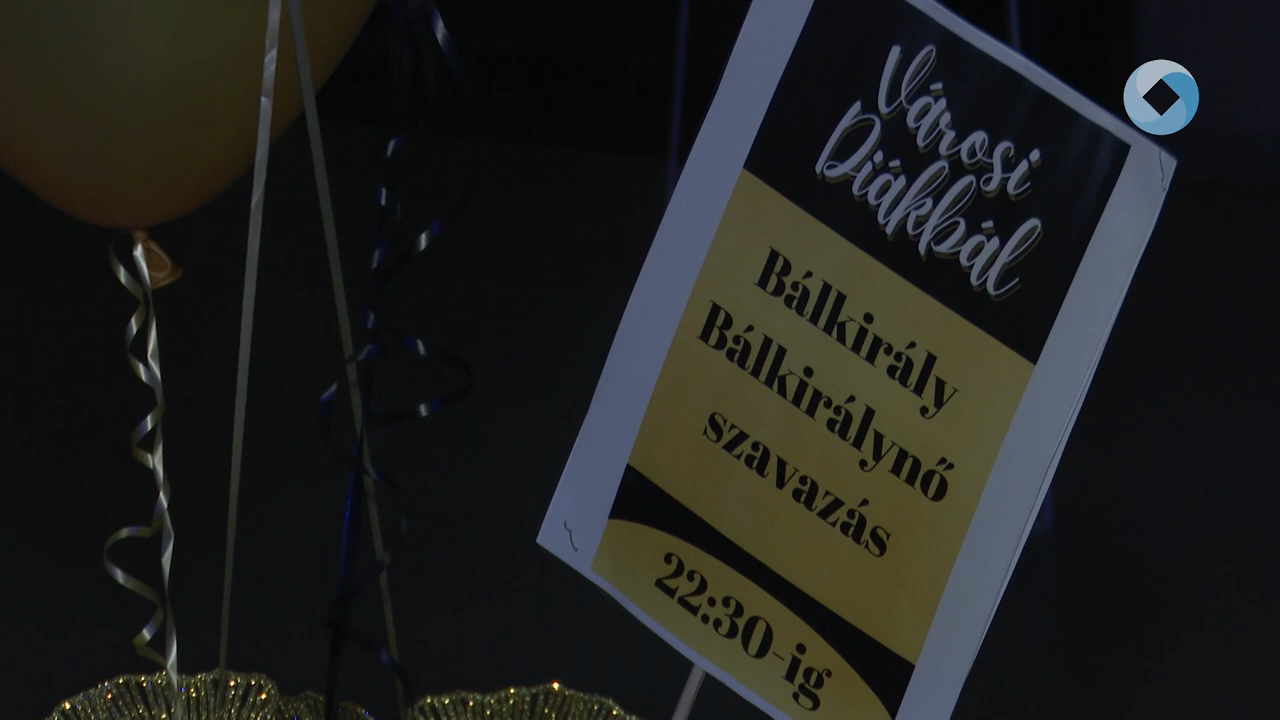 Városi
Diákbál
Bálkirály
Bálkirálynő
szavazás
22:30-ig